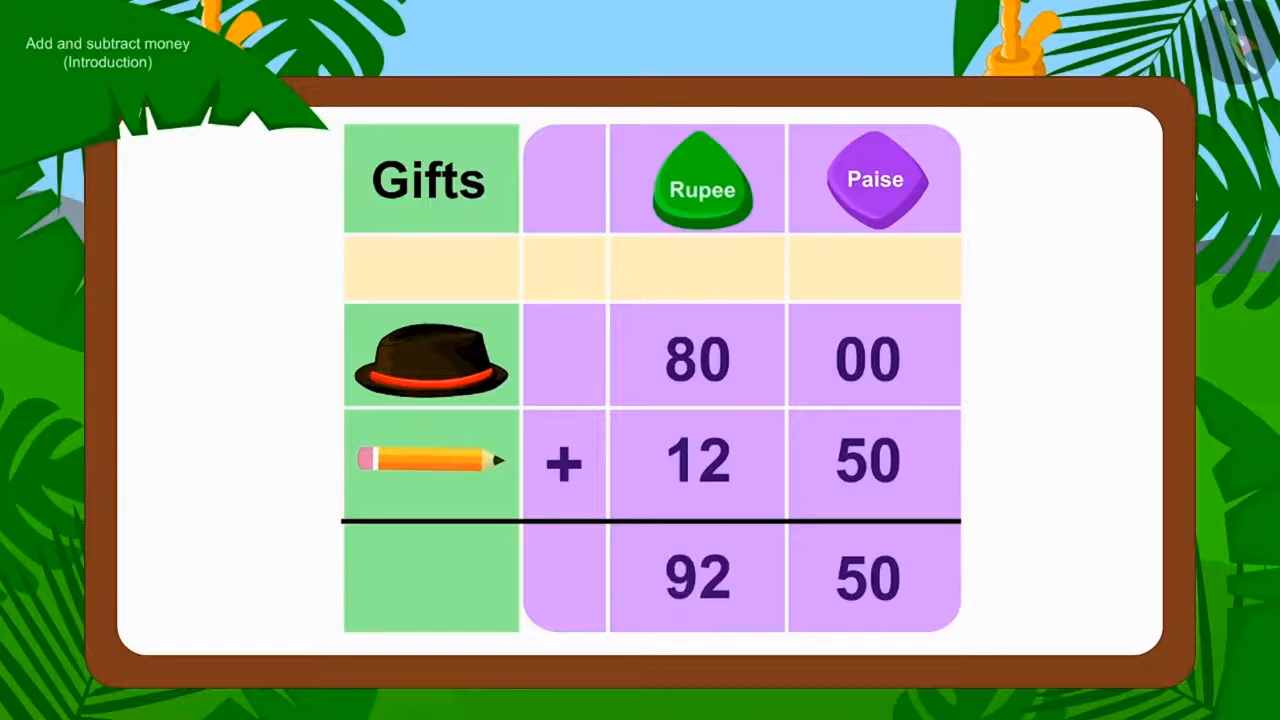 Add and subtract money
(Introduction)
Gifts Rupee Paise
80 00
+ 12 50
92 50